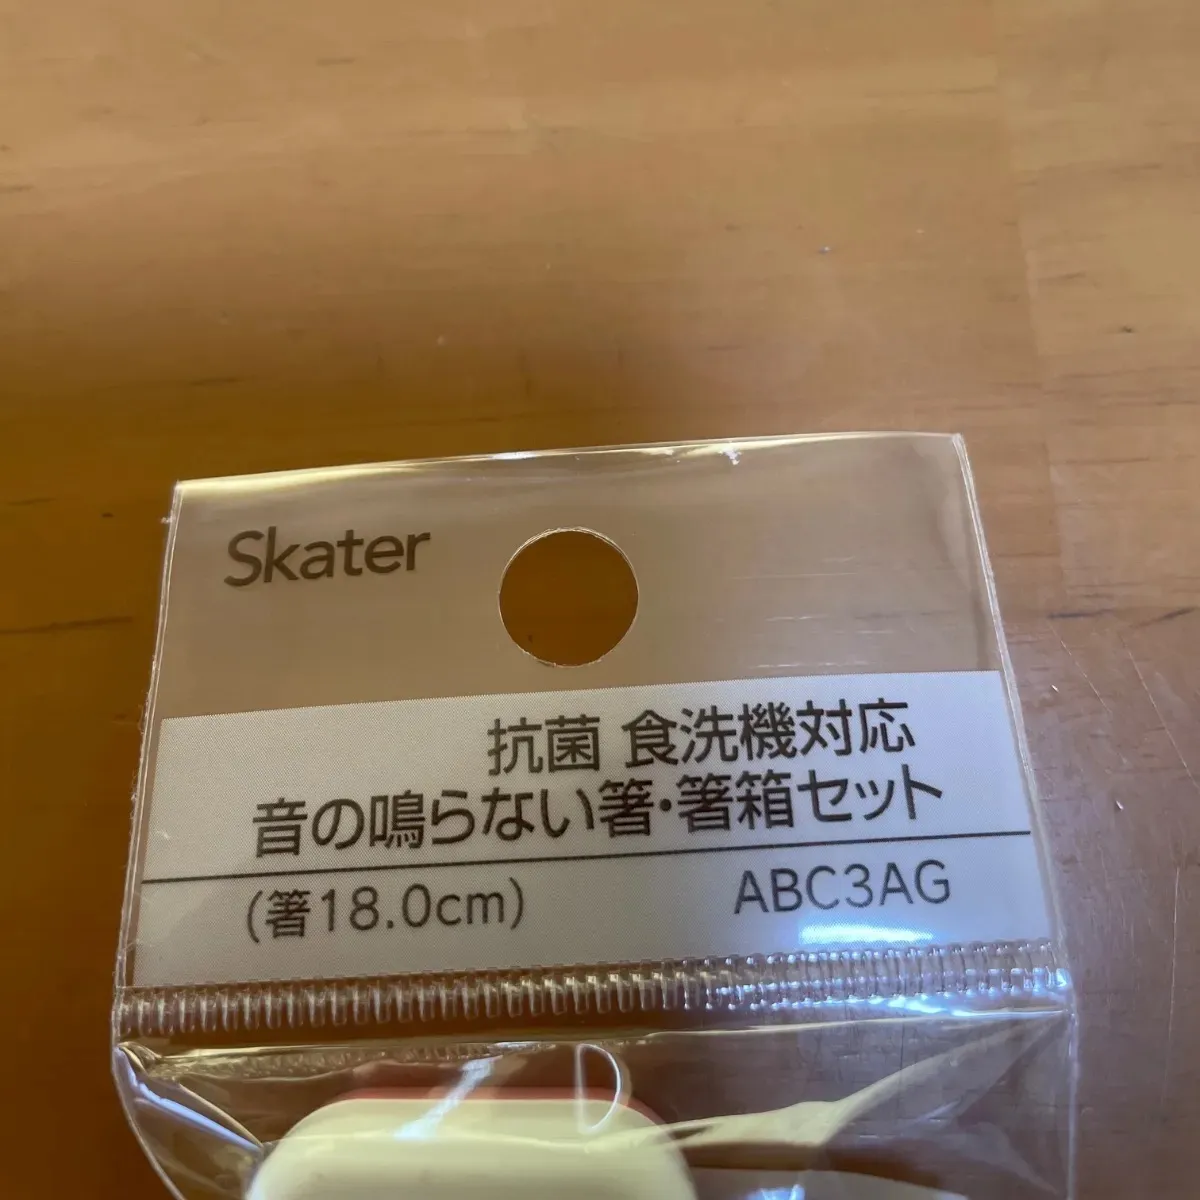 Skater
抗菌 食洗機対応
音の鳴らない箸・箸箱セット
(箸18.0cm) ABC3AG